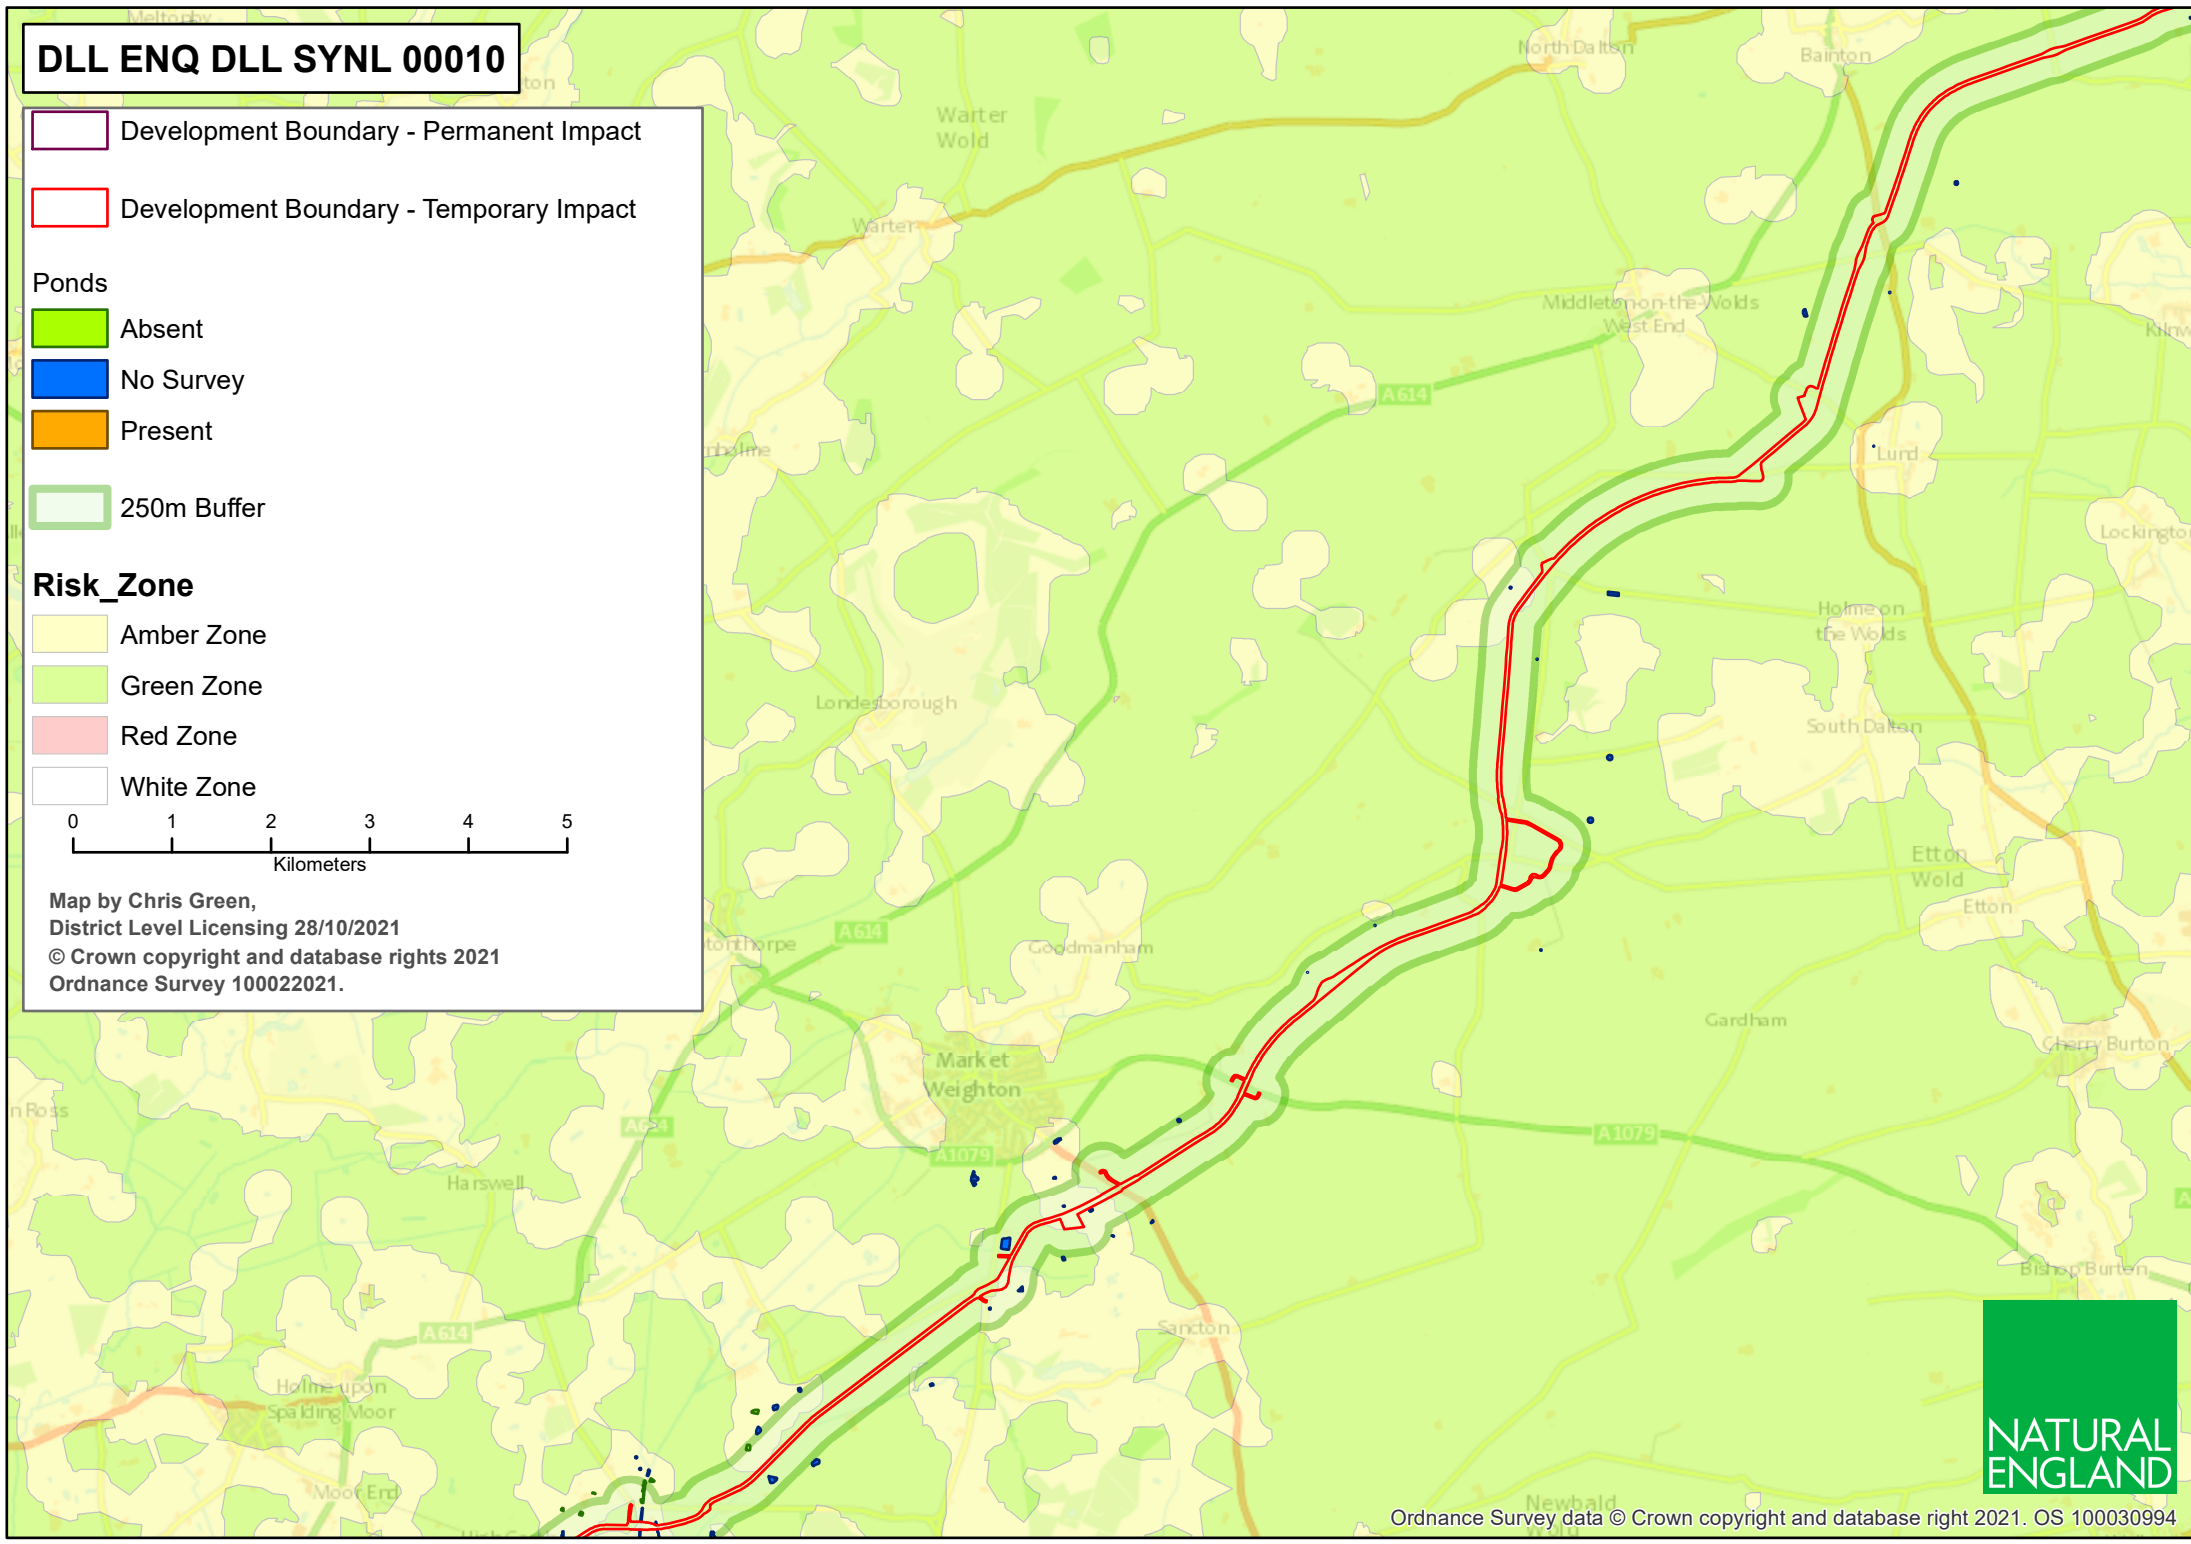 DLL ENQ DLL SYNL 00010
Development Boundary - Permanent Impact
Development Boundary - Temporary Impact
Ponds
Absent
No Survey
Present
250m Buffer
Risk_Zone
Amber Zone
Green Zone
Red Zone
White Zone
0 1 2 3 4 5
Kilometers
Map by Chris Green,
District Level Licensing 28/10/2021
© Crown copyright and database rights 2021
Ordnance Survey 100022021.
North Dalton
Bainton
Warter
Wold
Warter
Middleton-on-the-Wolds
West End
A614
Lund
Holme on
the Wolds
Londesborough
South Dalton
Etton
Wold
Etton
A614
Goodmanham
Gardham
Cherry Burton
Market
Weighton
A614
A1079
A1079
Harswell
Bishop Burton
Sancton
A614
Holme upon
Spalding Moor
Moor End
Newbald
Wold
NATURAL
ENGLAND
Ordnance Survey data © Crown copyright and database right 2021. OS 100030994